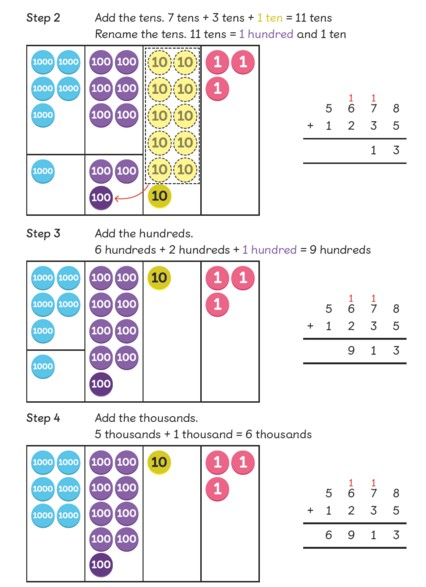 Step 2 Add the tens. 7 tens + 3 tens + 1 ten = 11 tens
Rename the tens. 11 tens = 1 hundred and 1 ten
1000 1000 100 100 10 10 1 1
1000 1000 100 100 10 10 1
1000 100 100 10 10
10 10
1000 100 100 10 10
100 10
1 1
5 6 7 8
+ 1 2 3 5
1 3
Step 3 Add the hundreds.
6 hundreds + 2 hundreds + 1 hundred = 9 hundreds
1000 1000 100 100 10 1 1
1000 1000 100 100 1
1000 100 100
1000 100 100
100
1 1
5 6 7 8
+ 1 2 3 5
9 1 3
Step 4 Add the thousands.
5 thousands + 1 thousand = 6 thousands
1000 1000 100 100 10 1 1
1000 1000 100 100 1
1000 1000 100 100
100 100
100
1 1
5 6 7 8
+ 1 2 3 5
6 9 1 3